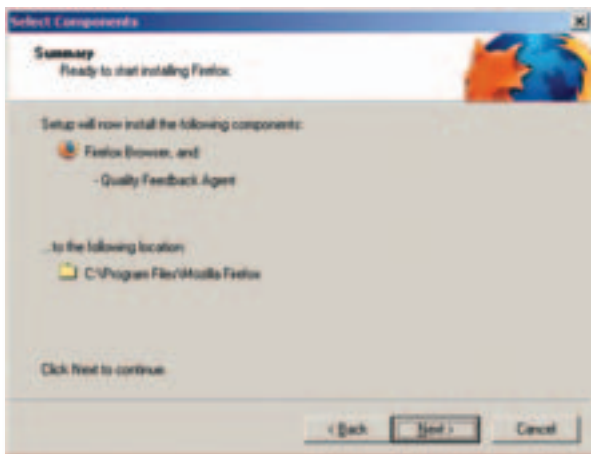 Select Components
Summary
Ready to start installing Firefox.
Setup will now install the following components:
Firefox Browser, and
- Quality Feedback Agent
...to the following location:
C:\Program Files\Mozilla Firefox
Click Next to continue.
< Back
Next >
Cancel